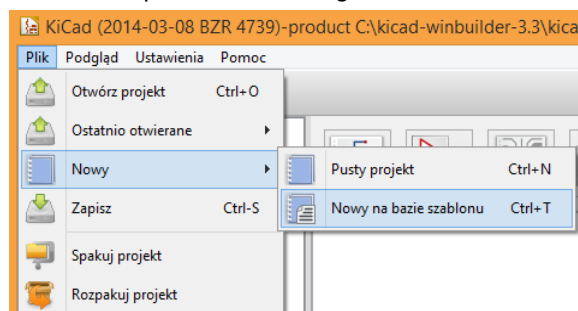 KiCad (2014-03-08 BZR 4739)-product C:\kicad-winbuilder-3.3\kica
Plik Podgląd Ustawienia Pomoc
Otwórz projekt Ctrl+O
Ostatnio otwierane
Nowy
Pusty projekt Ctrl+N
Zapisz Ctrl-S
Nowy na bazie szablonu Ctrl+T
Spakuj projekt
Rozpakuj projekt